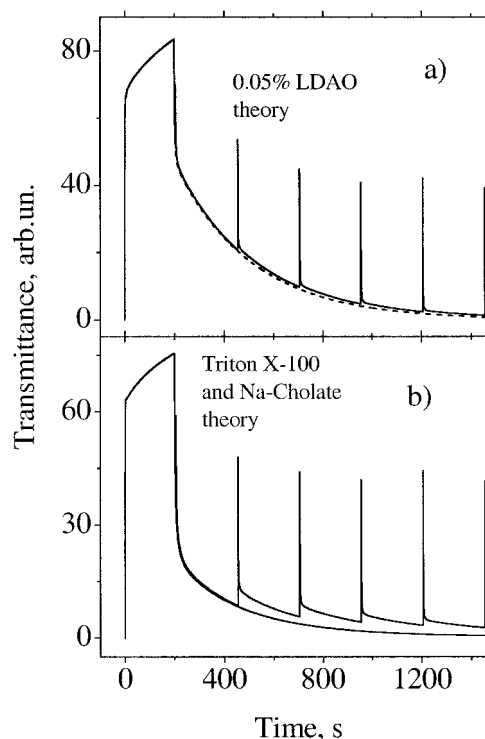 Transmittance, arb.un.
80
40
0
a)
0.05% LDAO
theory
60
30
0
b)
Triton X-100
and Na-Cholate
theory
0
400
800
1200
Time, s